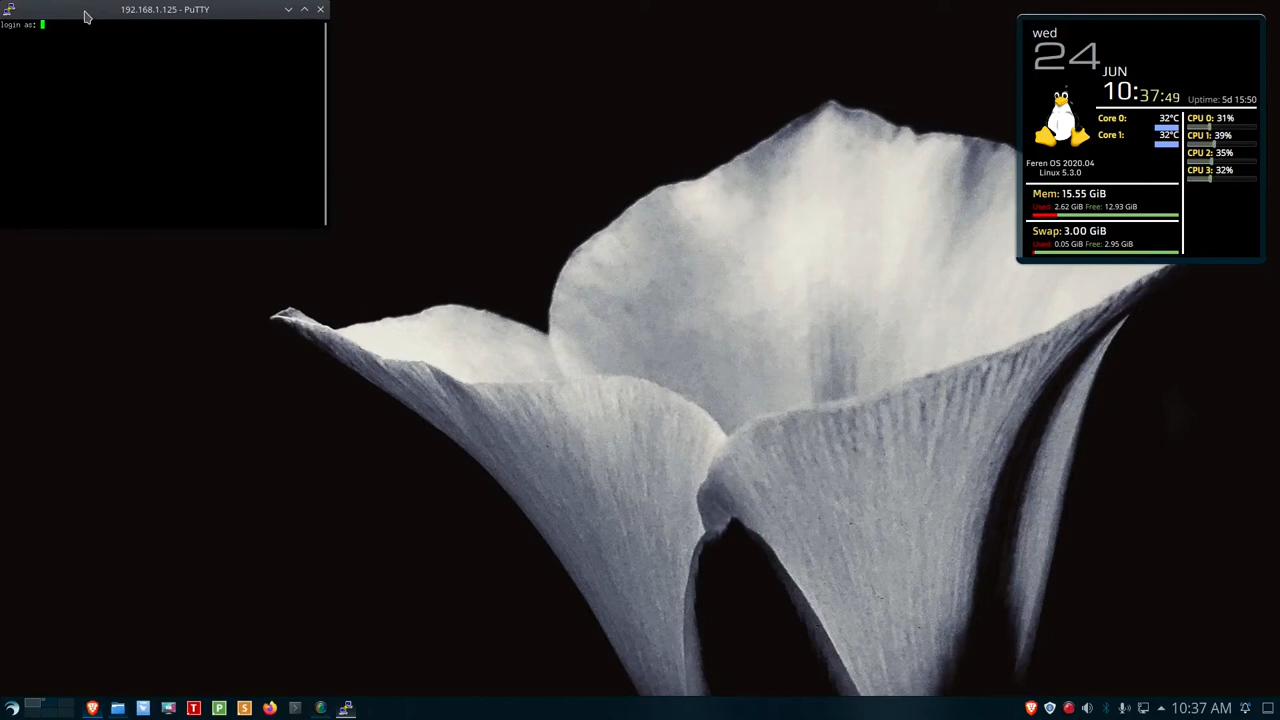 192.168.1.125 - PuTTY
login as:
wed
24
JUN
10:37:49
Uptime: 5d 15:50
Core 0: 32°C
Core 1: 32°C
CPU 0: 31%
CPU 1: 39%
CPU 2: 35%
CPU 3: 32%
Feren OS 2020.04
Linux 5.3.0
Mem: 15.55 GiB
Used: 2.62 GiB Free: 12.93 GiB
Swap: 3.00 GiB
Used: 0.05 GiB Free: 2.95 GiB
T
P
S
10:37 AM